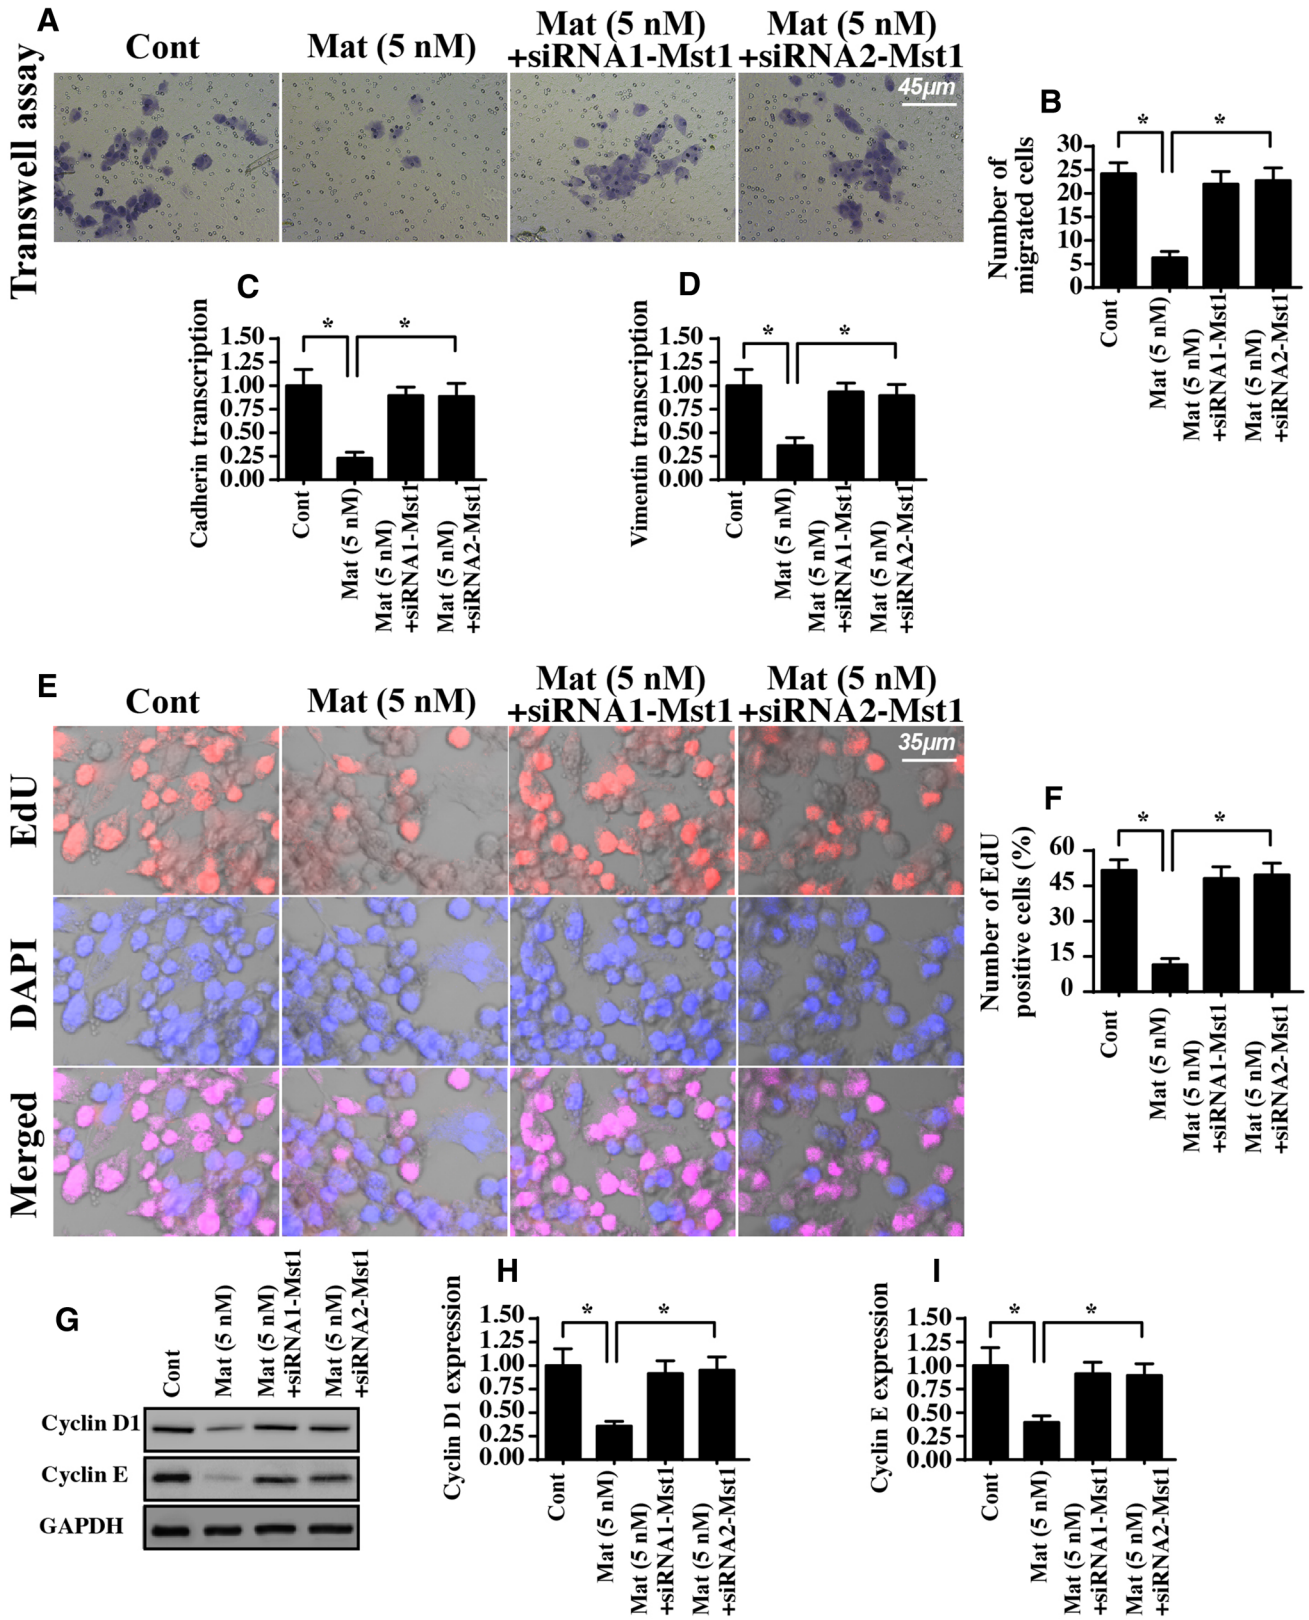 A
Cont
Mat (5 nM)
Mat (5 nM)
+siRNA1-Mst1
Mat (5 nM)
+siRNA2-Mst1
Transwell assay
45µm
B
Number of
migrated cells
30
25
20
15
10
5
0
*
*
Cont
Mat (5 nM)
Mat (5 nM)
+siRNA1-Mst1
Mat (5 nM)
+siRNA2-Mst1
C
Cadherin transcription
1.50
1.25
1.00
0.75
0.50
0.25
0.00
*
*
Cont
Mat (5 nM)
Mat (5 nM)
+siRNA1-Mst1
Mat (5 nM)
+siRNA2-Mst1
D
Vimentin transcription
1.50
1.25
1.00
0.75
0.50
0.25
0.00
*
*
Cont
Mat (5 nM)
Mat (5 nM)
+siRNA1-Mst1
Mat (5 nM)
+siRNA2-Mst1
E
Cont
Mat (5 nM)
Mat (5 nM)
+siRNA1-Mst1
Mat (5 nM)
+siRNA2-Mst1
35µm
EdU
DAPI
Merged
F
Number of EdU
positive cells (%)
60
45
30
15
0
*
*
Cont
Mat (5 nM)
Mat (5 nM)
+siRNA1-Mst1
Mat (5 nM)
+siRNA2-Mst1
G
Cont
Mat (5 nM)
Mat (5 nM)
+siRNA1-Mst1
Mat (5 nM)
+siRNA2-Mst1
Cyclin D1
Cyclin E
GAPDH
H
Cyclin D1 expression
1.50
1.25
1.00
0.75
0.50
0.25
0.00
*
*
Cont
Mat (5 nM)
Mat (5 nM)
+siRNA1-Mst1
Mat (5 nM)
+siRNA2-Mst1
I
Cyclin E expression
1.50
1.25
1.00
0.75
0.50
0.25
0.00
*
*
Cont
Mat (5 nM)
Mat (5 nM)
+siRNA1-Mst1
Mat (5 nM)
+siRNA2-Mst1